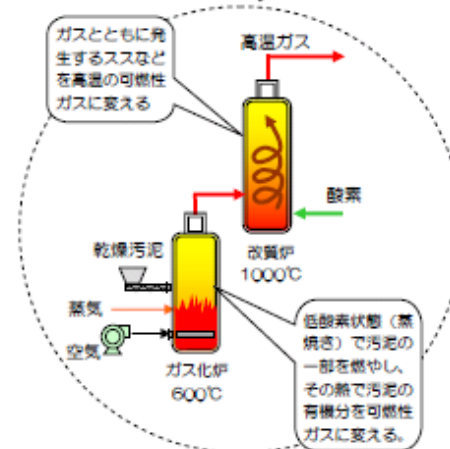 ガスとともに発
生するススなど
を高温の可燃性
ガスに変える
高温ガス
酸素
改質炉
1000℃
乾燥汚泥
蒸気
空気
ガス化炉
600℃
低酸素状態（蒸
焼き）で汚泥の
一部を燃やし、
その熱で汚泥の
有機分を可燃性
ガスに変える。